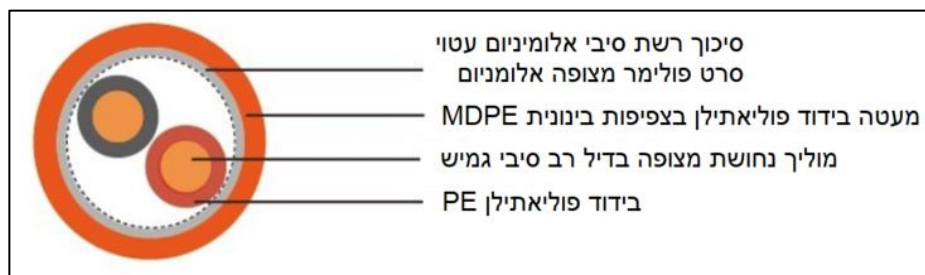 סיכוך רשת סיבי אלומיניום עטוי
סרט פולימר מצופה אלומניום
מעטה בידוד פוליאתילן בצפיפות בינונית MDPE
מוליך נחושת מצופה בדיל רב סיבי גמיש
בידוד פוליאתילן PE